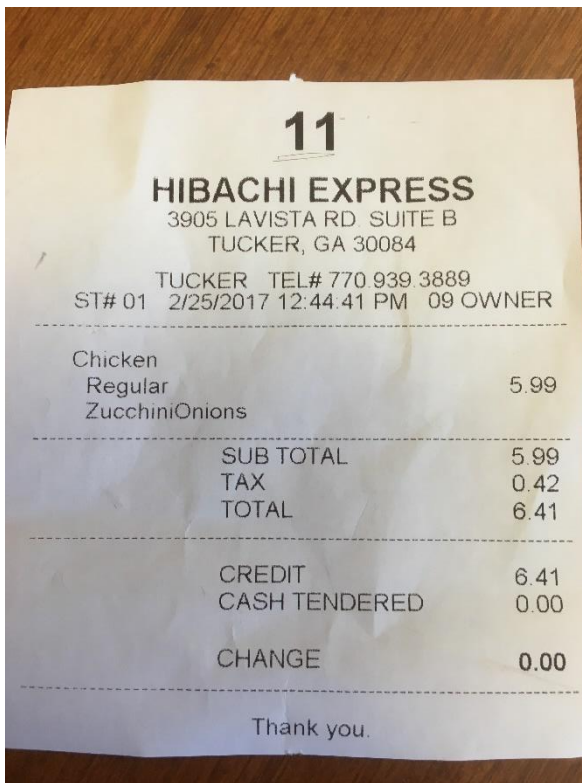 11
HIBACHI EXPRESS
3905 LAVISTA RD. SUITE B
TUCKER, GA 30084
TUCKER TEL# 770.939.3889
ST# 01 2/25/2017 12:44:41 PM 09 OWNER
Chicken
Regular 5.99
ZucchiniOnions
SUB TOTAL 5.99
TAX 0.42
TOTAL 6.41
CREDIT 6.41
CASH TENDERED 0.00
CHANGE 0.00
Thank you.